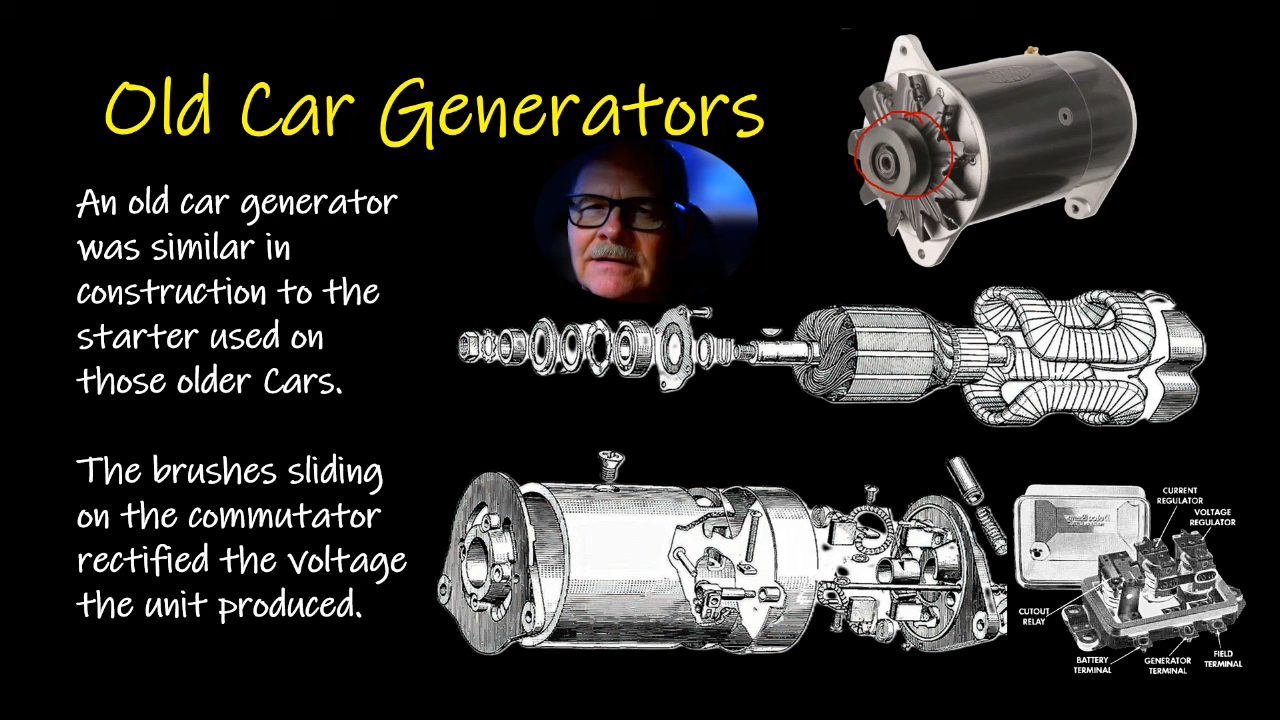 Old Car Generators
An old car generator
was similar in
construction to the
starter used on
those older Cars.
The brushes sliding
on the commutator
rectified the voltage
the unit produced.
CURRENT
REGULATOR
VOLTAGE
REGULATOR
CUTOUT
RELAY
BATTERY
TERMINAL
GENERATOR
TERMINAL
FIELD
TERMINAL